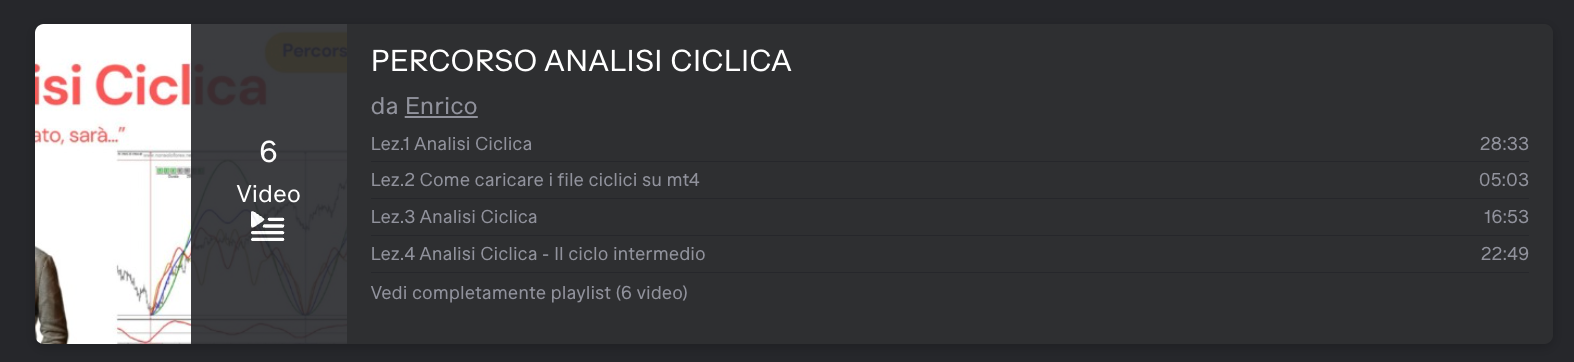 isi Ciclica
Percors
ato, sarà..."
6
Video
PERCORSO ANALISI CICLICA
da Enrico
Lez.1 Analisi Ciclica 28:33
Lez.2 Come caricare i file ciclici su mt4 05:03
Lez.3 Analisi Ciclica 16:53
Lez.4 Analisi Ciclica - Il ciclo intermedio 22:49
Vedi completamente playlist (6 video)